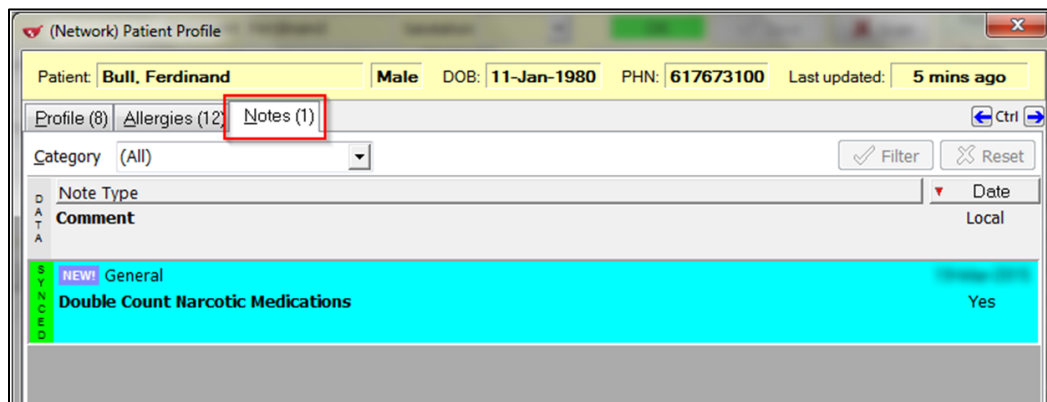 (Network) Patient Profile
Patient: Bull, Ferdinand Male DOB: 11-Jan-1980 PHN: 617673100 Last updated: 5 mins ago
Profile (8) Allergies (12) Notes (1) Ctrl
Category (All) Filter Reset
DATA
Note Type Date
Comment Local
SYNCED
NEW! General
Double Count Narcotic Medications Yes